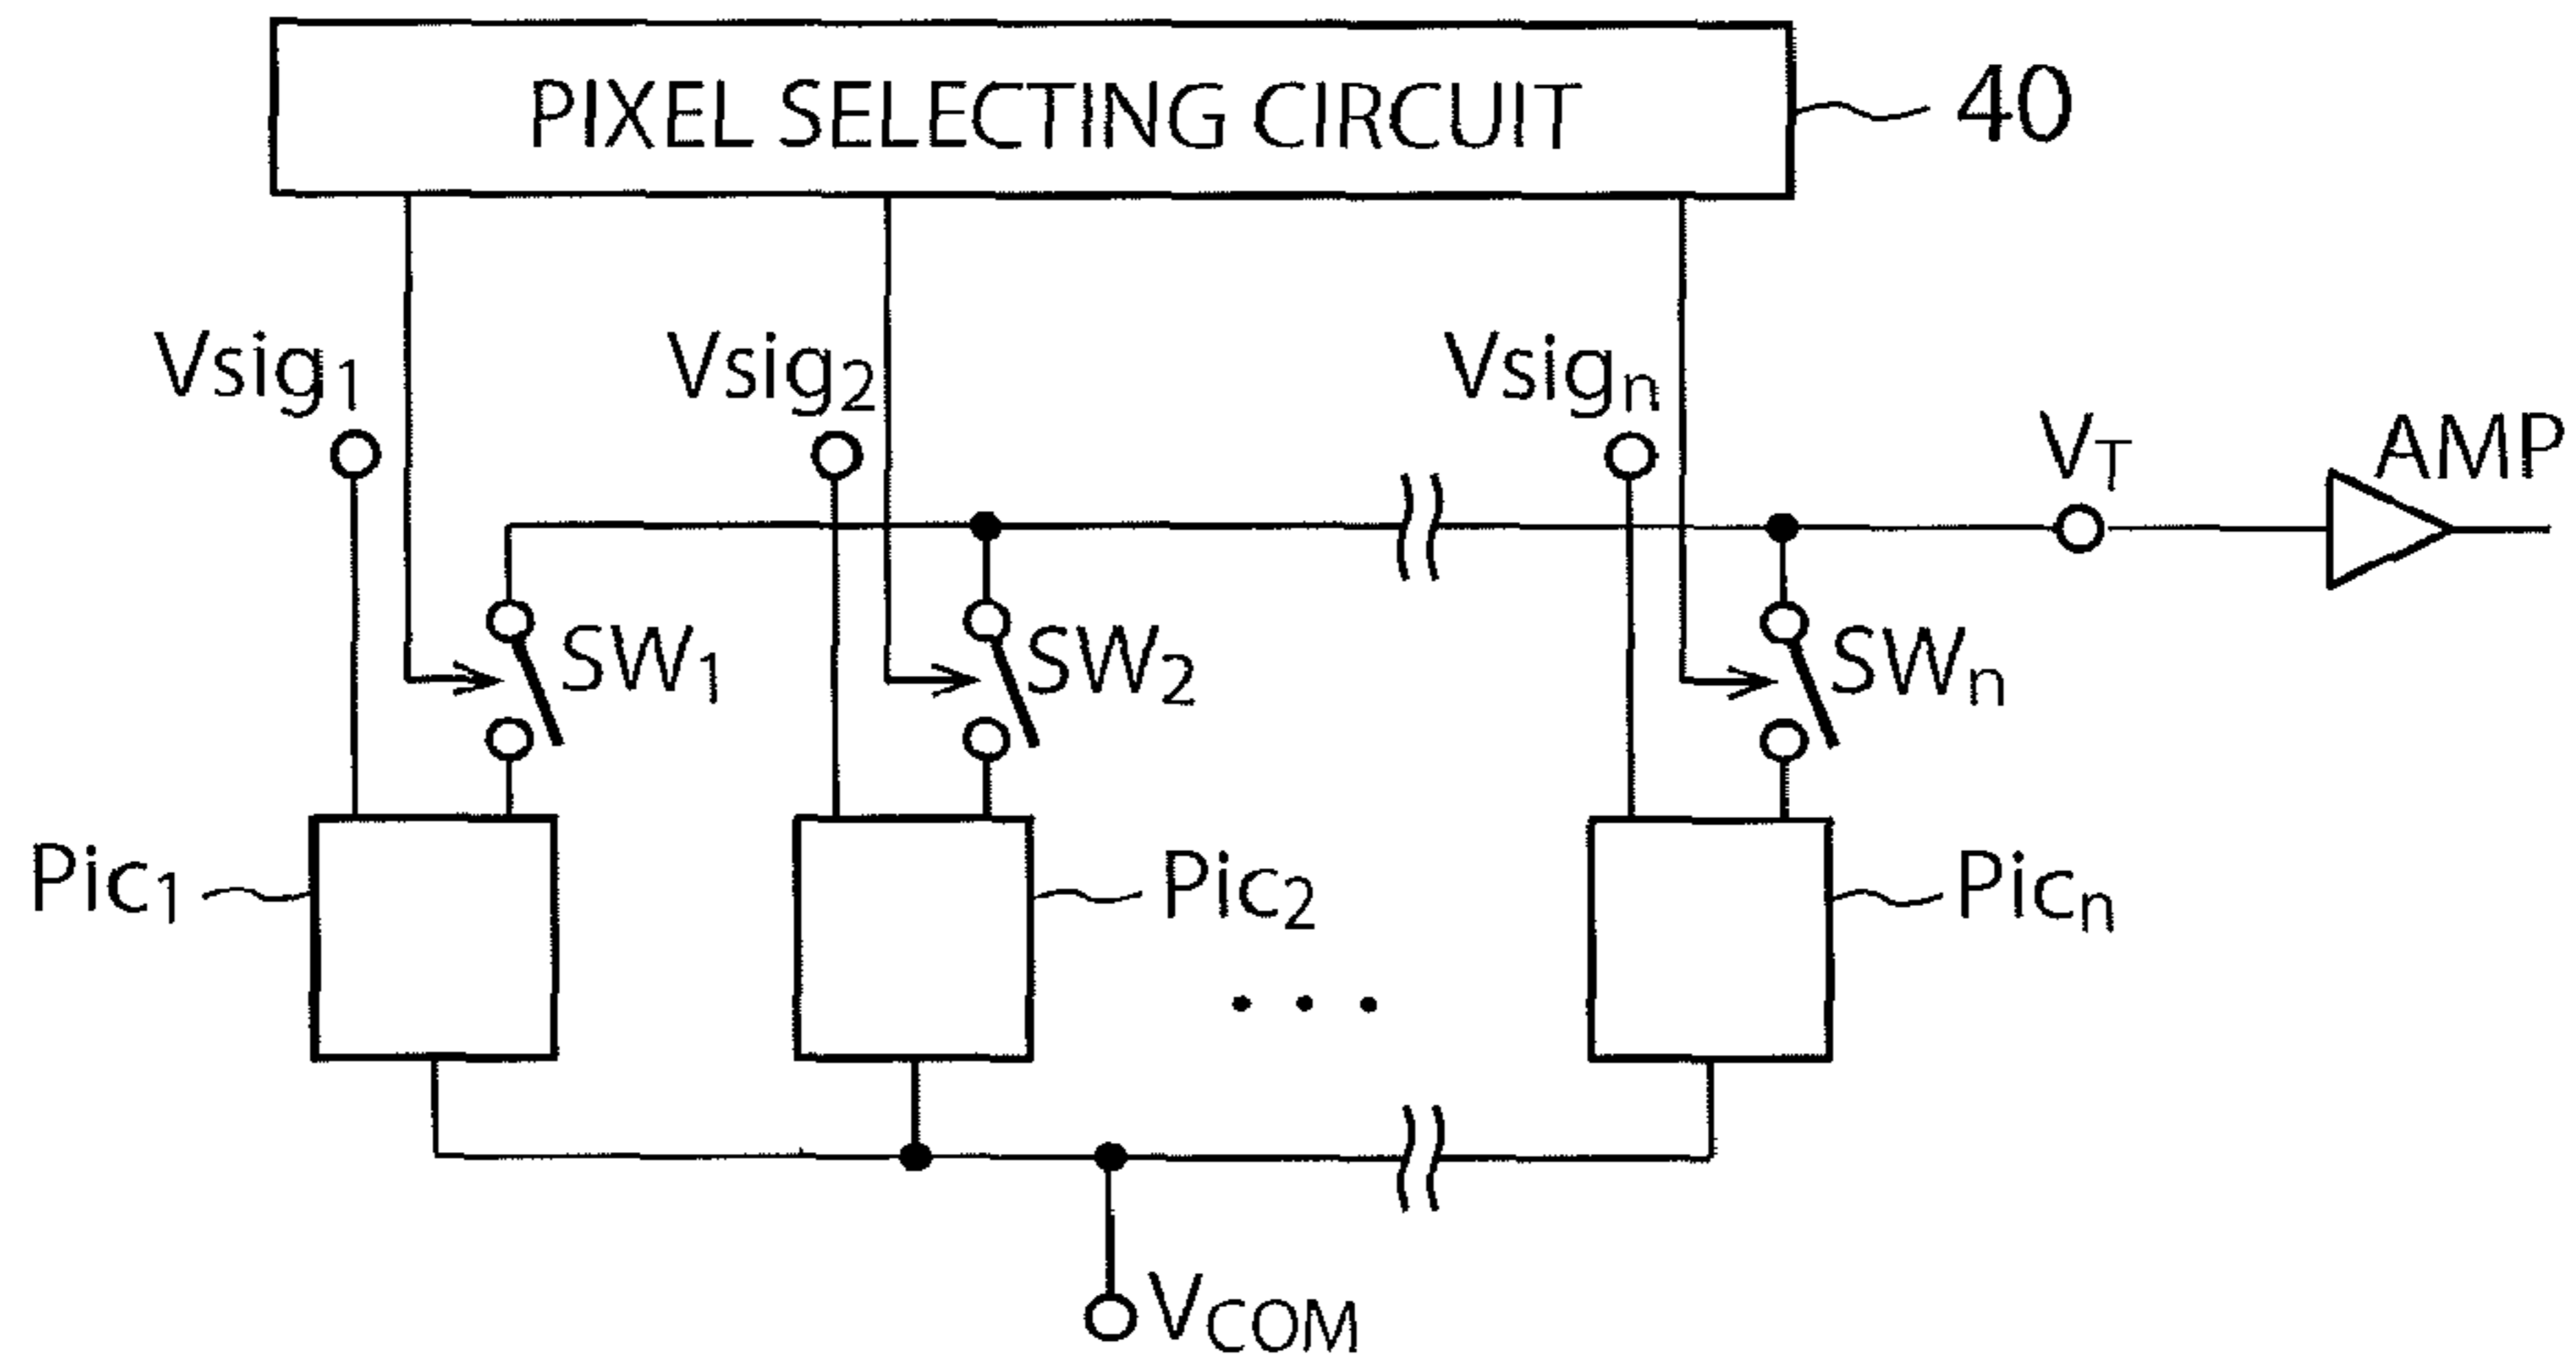 PIXEL SELECTING CIRCUIT
40
Vsig1
Vsig2
Vsign
VT
AMP
SW1
SW2
SWn
Pic1
Pic2
Picn
. . .
VCOM